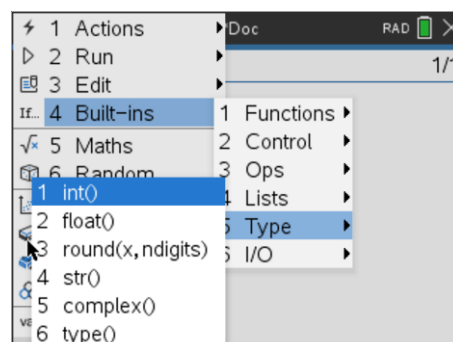 1 Actions
2 Run
3 Edit
If... 4 Built-ins
√x 5 Maths
6 Random
Doc
RAD
1/1
1 Functions
2 Control
3 Ops
4 Lists
5 Type
6 I/O
1 int()
2 float()
3 round(x,ndigits)
4 str()
5 complex()
6 type()